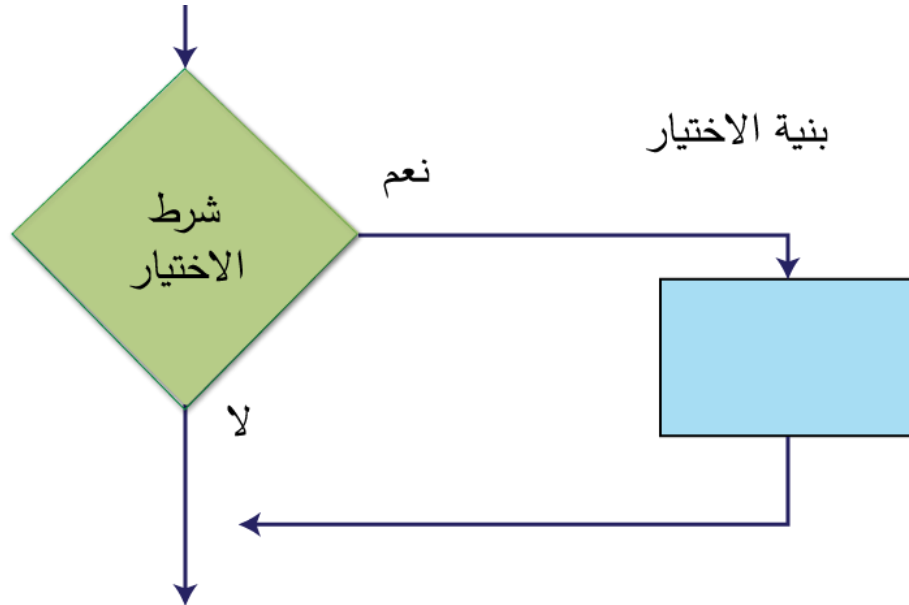 بنية الاختيار
نعم
شرط
الاختيار
لا